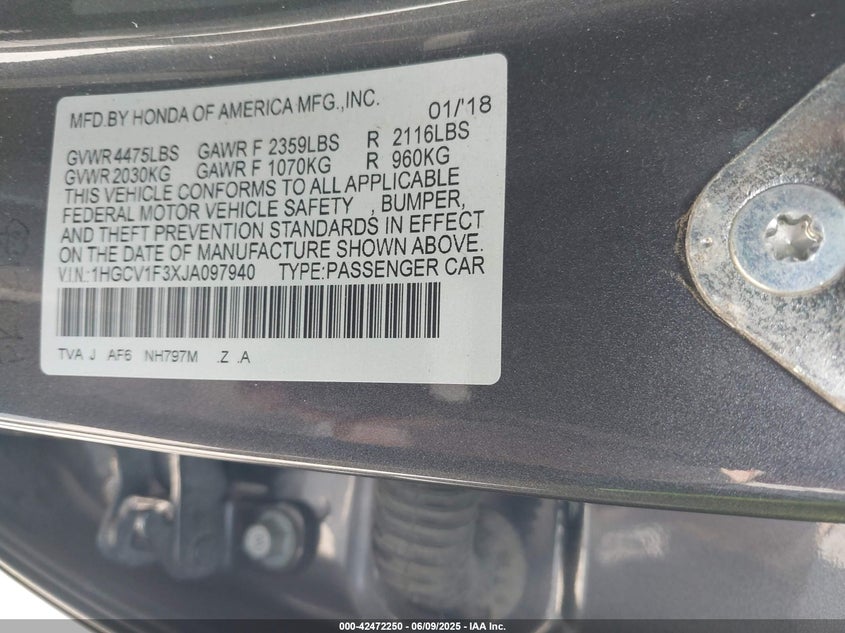 MFD.BY HONDA OF AMERICA MFG.,INC. 01/'18
GVWR 4475LBS GAWR F 2359LBS R 2116LBS
GVWR 2030KG GAWR F 1070KG R 960KG
THIS VEHICLE CONFORMS TO ALL APPLICABLE
FEDERAL MOTOR VEHICLE SAFETY , BUMPER,
AND THEFT PREVENTION STANDARDS IN EFFECT
ON THE DATE OF MANUFACTURE SHOWN ABOVE.
V.I.N.:1HGCV1F3XJA097940 TYPE:PASSENGER CAR
TVA J AF6 NH797M .Z .A
000-42472250 - 06/09/2025 - IAA Inc.